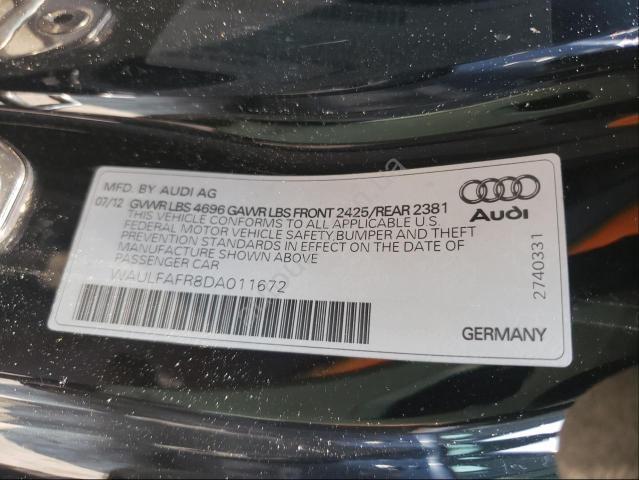 MFD. BY AUDI AG
07/12 GVWR LBS 4696 GAWR LBS FRONT 2425/REAR 2381
THIS VEHICLE CONFORMS TO ALL APPLICABLE U.S.
FEDERAL MOTOR VEHICLE SAFETY,BUMPER AND THEFT
PREVENTION STANDARDS IN EFFECT ON THE DATE OF
MANUFACTURE SHOWN ABOVE
PASSENGER CAR
WAULFAFR8DA011672
Audi
2740331
GERMANY